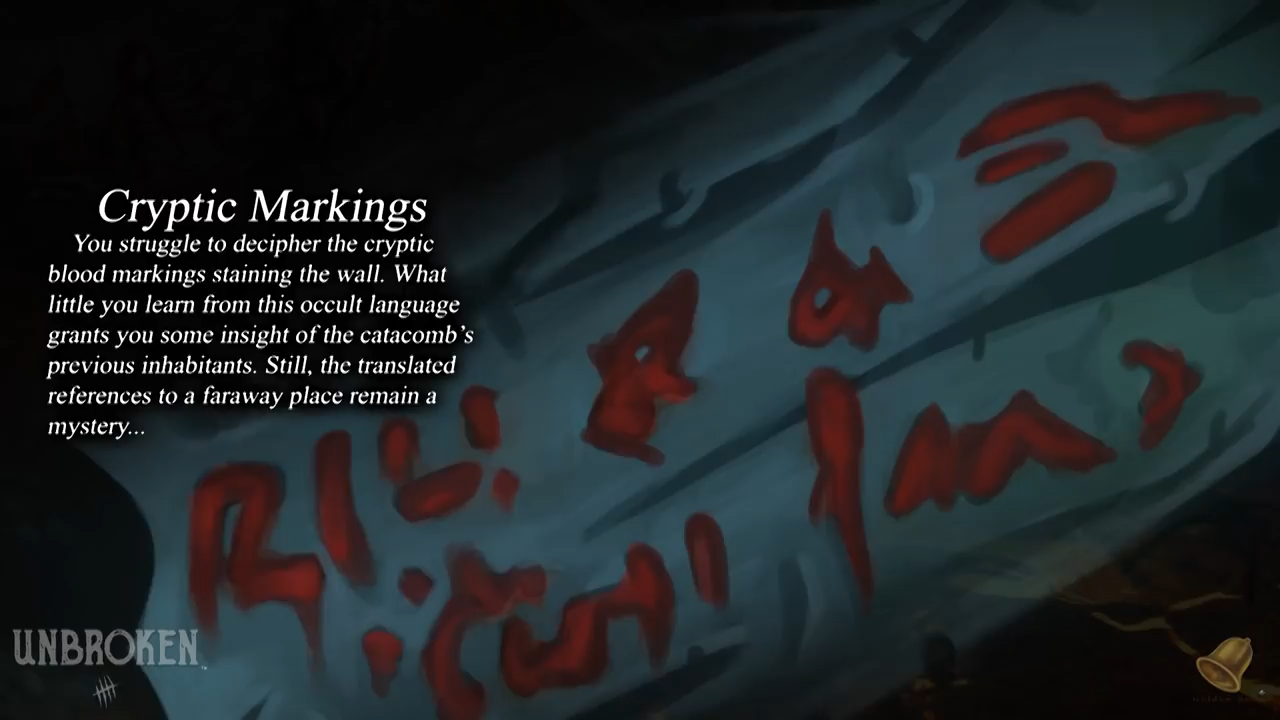 Cryptic Markings
You struggle to decipher the cryptic
blood markings staining the wall. What
little you learn from this occult language
grants you some insight of the catacomb's
previous inhabitants. Still, the translated
references to a faraway place remain a
mystery...
UNBROKEN